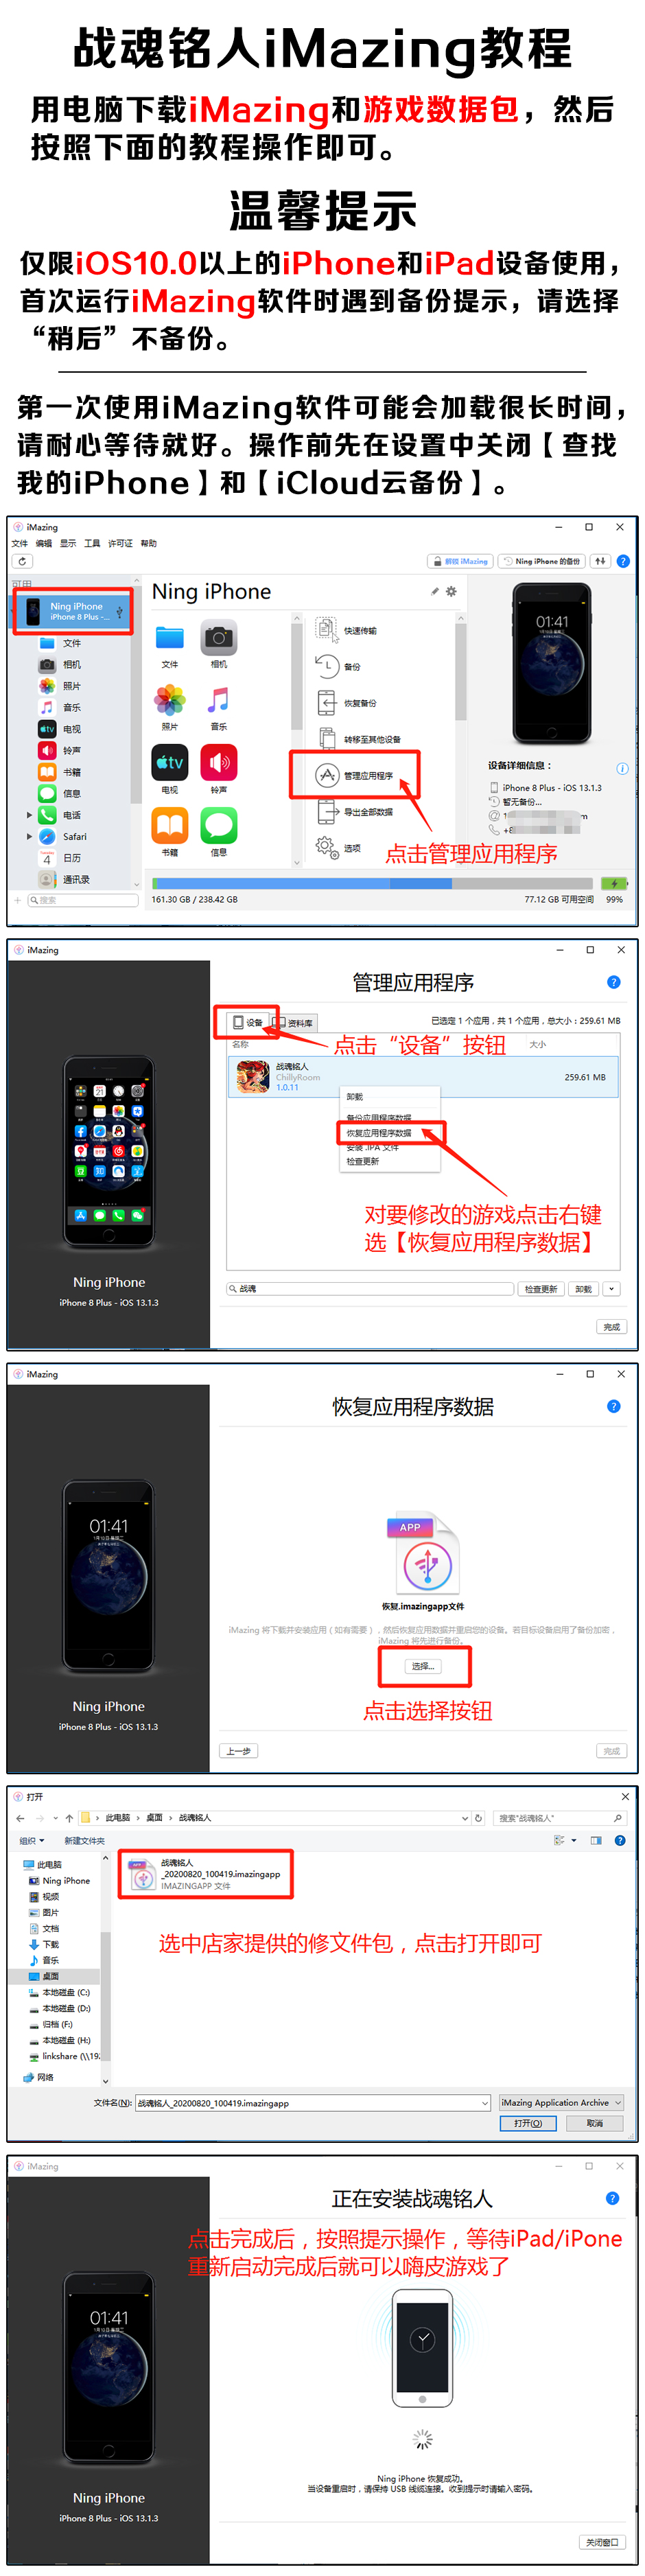 战魂铭人iMazing教程
用电脑下载iMazing和游戏数据包，然后
按照下面的教程操作即可。
温馨提示
仅限iOS10.0以上的iPhone和iPad设备使用，
首次运行iMazing软件时遇到备份提示，请选择
“稍后”不备份。
第一次使用iMazing软件可能会加载很长时间，
请耐心等待就好。操作前先在设置中关闭【查找
我的iPhone】和【iCloud云备份】。
iMazing
文件 编辑 显示 工具 许可证 帮助
解锁 iMazing
Ning iPhone 的备份
可用
Ning iPhone
iPhone 8 Plus -...
文件
相机
照片
音乐
电视
铃声
书籍
信息
电话
Safari
日历
通讯录
搜索
Ning iPhone
文件
相机
照片
音乐
电视
铃声
书籍
信息
快速传输
备份
恢复备份
转移至其他设备
管理应用程序
导出全部数据
选项
点击管理应用程序
01:41
设备详细信息：
iPhone 8 Plus - iOS 13.1.3
暂无备份...
161.30 GB / 238.42 GB
77.12 GB 可用空间
99%
iMazing
管理应用程序
设备
资料库
已选定 1 个应用，共 1 个应用，总大小：259.61 MB
点击“设备”按钮
名称
大小
战魂铭人
ChillyRoom
1.0.11
259.61 MB
卸载
备份应用程序数据
恢复应用程序数据
安装 .IPA 文件
检查更新
对要修改的游戏点击右键
选【恢复应用程序数据】
Ning iPhone
iPhone 8 Plus - iOS 13.1.3
战魂
检查更新
卸载
完成
iMazing
恢复应用程序数据
01:41
APP
恢复.imazingapp文件
iMazing 将下载并安装应用（如有需要），然后恢复应用数据并重启您的设备。若目标设备启用了备份加密，
iMazing 将先进行备份。
选择...
点击选择按钮
Ning iPhone
iPhone 8 Plus - iOS 13.1.3
上一步
完成
打开
此电脑 › 桌面 › 战魂铭人
搜索"战魂铭人"
组织
新建文件夹
此电脑
Ning iPhone
视频
图片
文档
下载
音乐
桌面
本地磁盘 (C:)
本地磁盘 (D:)
归档 (F:)
本地磁盘 (H:)
linkshare (\\19
网络
APP
战魂铭人
_20200820_100419.imazingapp
IMAZINGAPP 文件
选中店家提供的修文件包，点击打开即可
文件名(N):
战魂铭人_20200820_100419.imazingapp
iMazing Application Archive
打开(O)
取消
iMazing
正在安装战魂铭人
点击完成后，按照提示操作，等待iPad/iPone
重新启动完成后就可以嗨皮游戏了
01:41
Ning iPhone
iPhone 8 Plus - iOS 13.1.3
Ning iPhone 恢复成功。
当设备重启时，请保持 USB 线缆连接。收到提示时请输入密码。
关闭窗口